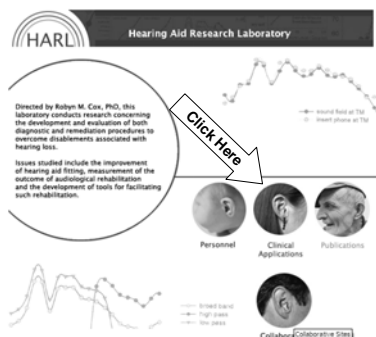 HARL
Hearing Aid Research Laboratory
Directed by Robyn M. Cox, PhD, this
laboratory conducts research concerning
the development and evaluation of both
diagnostic and remediation procedures to
overcome disablements associated with
hearing loss.
Issues studied include the improvement
of hearing aid fitting, measurement of the
outcome of audiological rehabilitation
and the development of tools for facilitating
such rehabilitation.
sound field at TM
insert phone at TM
Click Here
Personnel
Clinical
Applications
Publications
broad band
high pass
low pass
Collaborative Sites